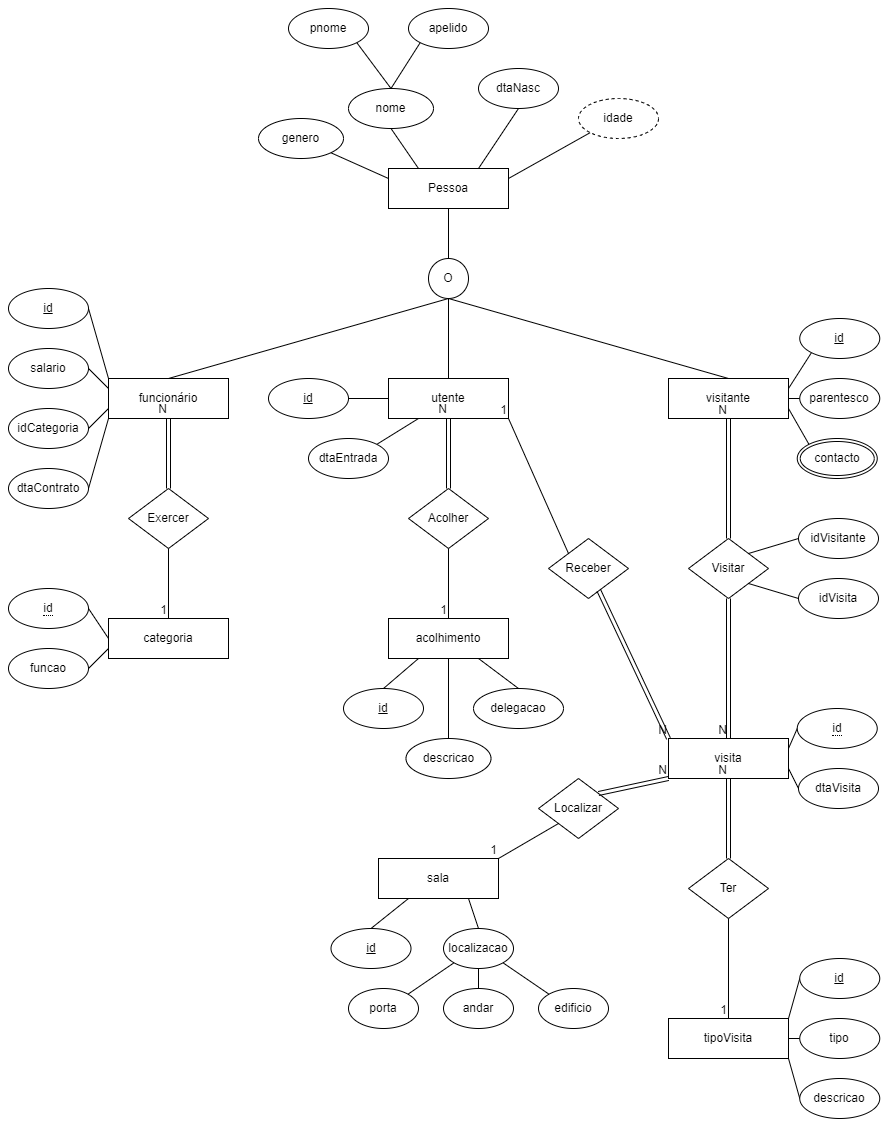 pnome
apelido
nome
dtaNasc
idade
genero
Pessoa
O
id
salario
idCategoria
dtaContrato
funcionário
N
id
utente
N
1
dtaEntrada
visitante
N
id
parentesco
contacto
Exercer
Acolher
Receber
Visitar
idVisitante
idVisita
1
categoria
id
funcao
1
acolhimento
id
descricao
delegacao
N
N
visita
N
N
id
dtaVisita
Localizar
1
sala
id
localizacao
porta
andar
edificio
Ter
1
tipoVisita
id
tipo
descricao